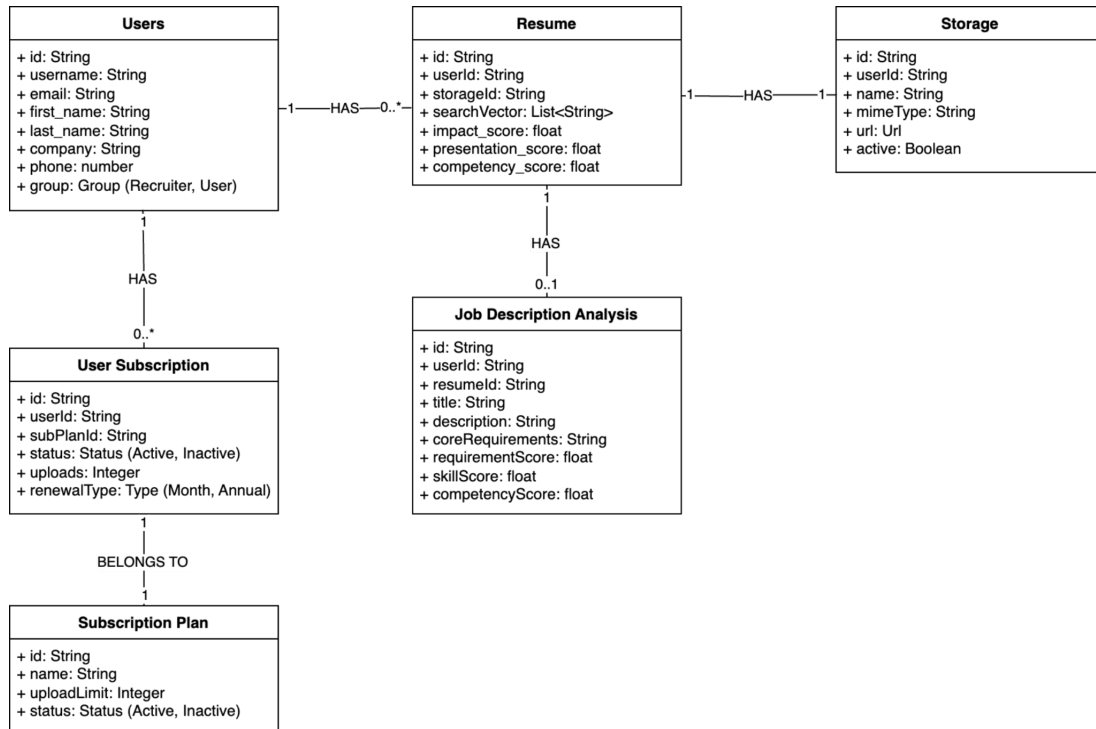 Users
+ id: String
+ username: String
+ email: String
+ first_name: String
+ last_name: String
+ company: String
+ phone: number
+ group: Group (Recruiter, User)
1
HAS
0..*
Resume
+ id: String
+ userId: String
+ storageId: String
+ searchVector: List<String>
+ impact_score: float
+ presentation_score: float
+ competency_score: float
1
HAS
1
Storage
+ id: String
+ userId: String
+ name: String
+ mimeType: String
+ url: Url
+ active: Boolean
1
HAS
0..*
1
HAS
0..1
User Subscription
+ id: String
+ userId: String
+ subPlanId: String
+ status: Status (Active, Inactive)
+ uploads: Integer
+ renewalType: Type (Month, Annual)
Job Description Analysis
+ id: String
+ userId: String
+ resumeId: String
+ title: String
+ description: String
+ coreRequirements: String
+ requirementScore: float
+ skillScore: float
+ competencyScore: float
1
BELONGS TO
1
Subscription Plan
+ id: String
+ name: String
+ uploadLimit: Integer
+ status: Status (Active, Inactive)